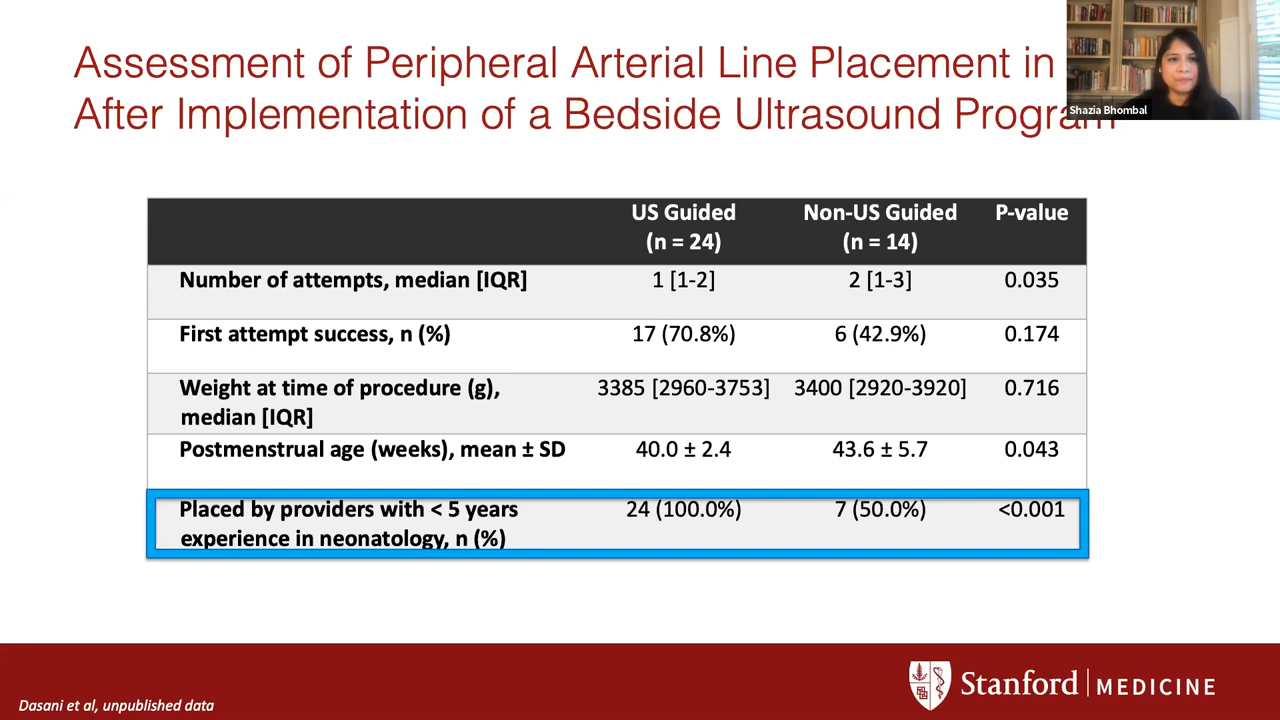 Assessment of Peripheral Arterial Line Placement in
After Implementation of a Bedside Ultrasound Program
Shazia Bhombal
US Guided (n = 24) Non-US Guided (n = 14) P-value
Number of attempts, median [IQR] 1 [1-2] 2 [1-3] 0.035
First attempt success, n (%) 17 (70.8%) 6 (42.9%) 0.174
Weight at time of procedure (g), median [IQR] 3385 [2960-3753] 3400 [2920-3920] 0.716
Postmenstrual age (weeks), mean ± SD 40.0 ± 2.4 43.6 ± 5.7 0.043
Placed by providers with < 5 years experience in neonatology, n (%) 24 (100.0%) 7 (50.0%) <0.001
Dasani et al, unpublished data
Stanford MEDICINE